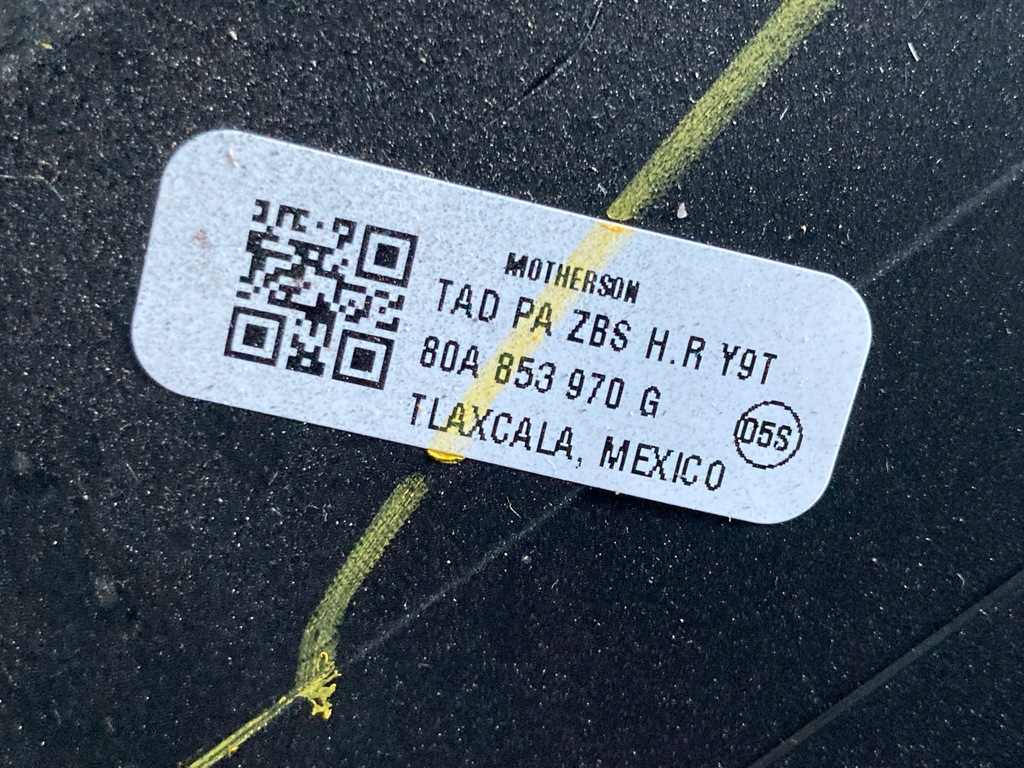 MOTHERSON
TAD PA ZBS H.R Y9T
80A 853 970 G
TLAXCALA, MEXICO
D5S